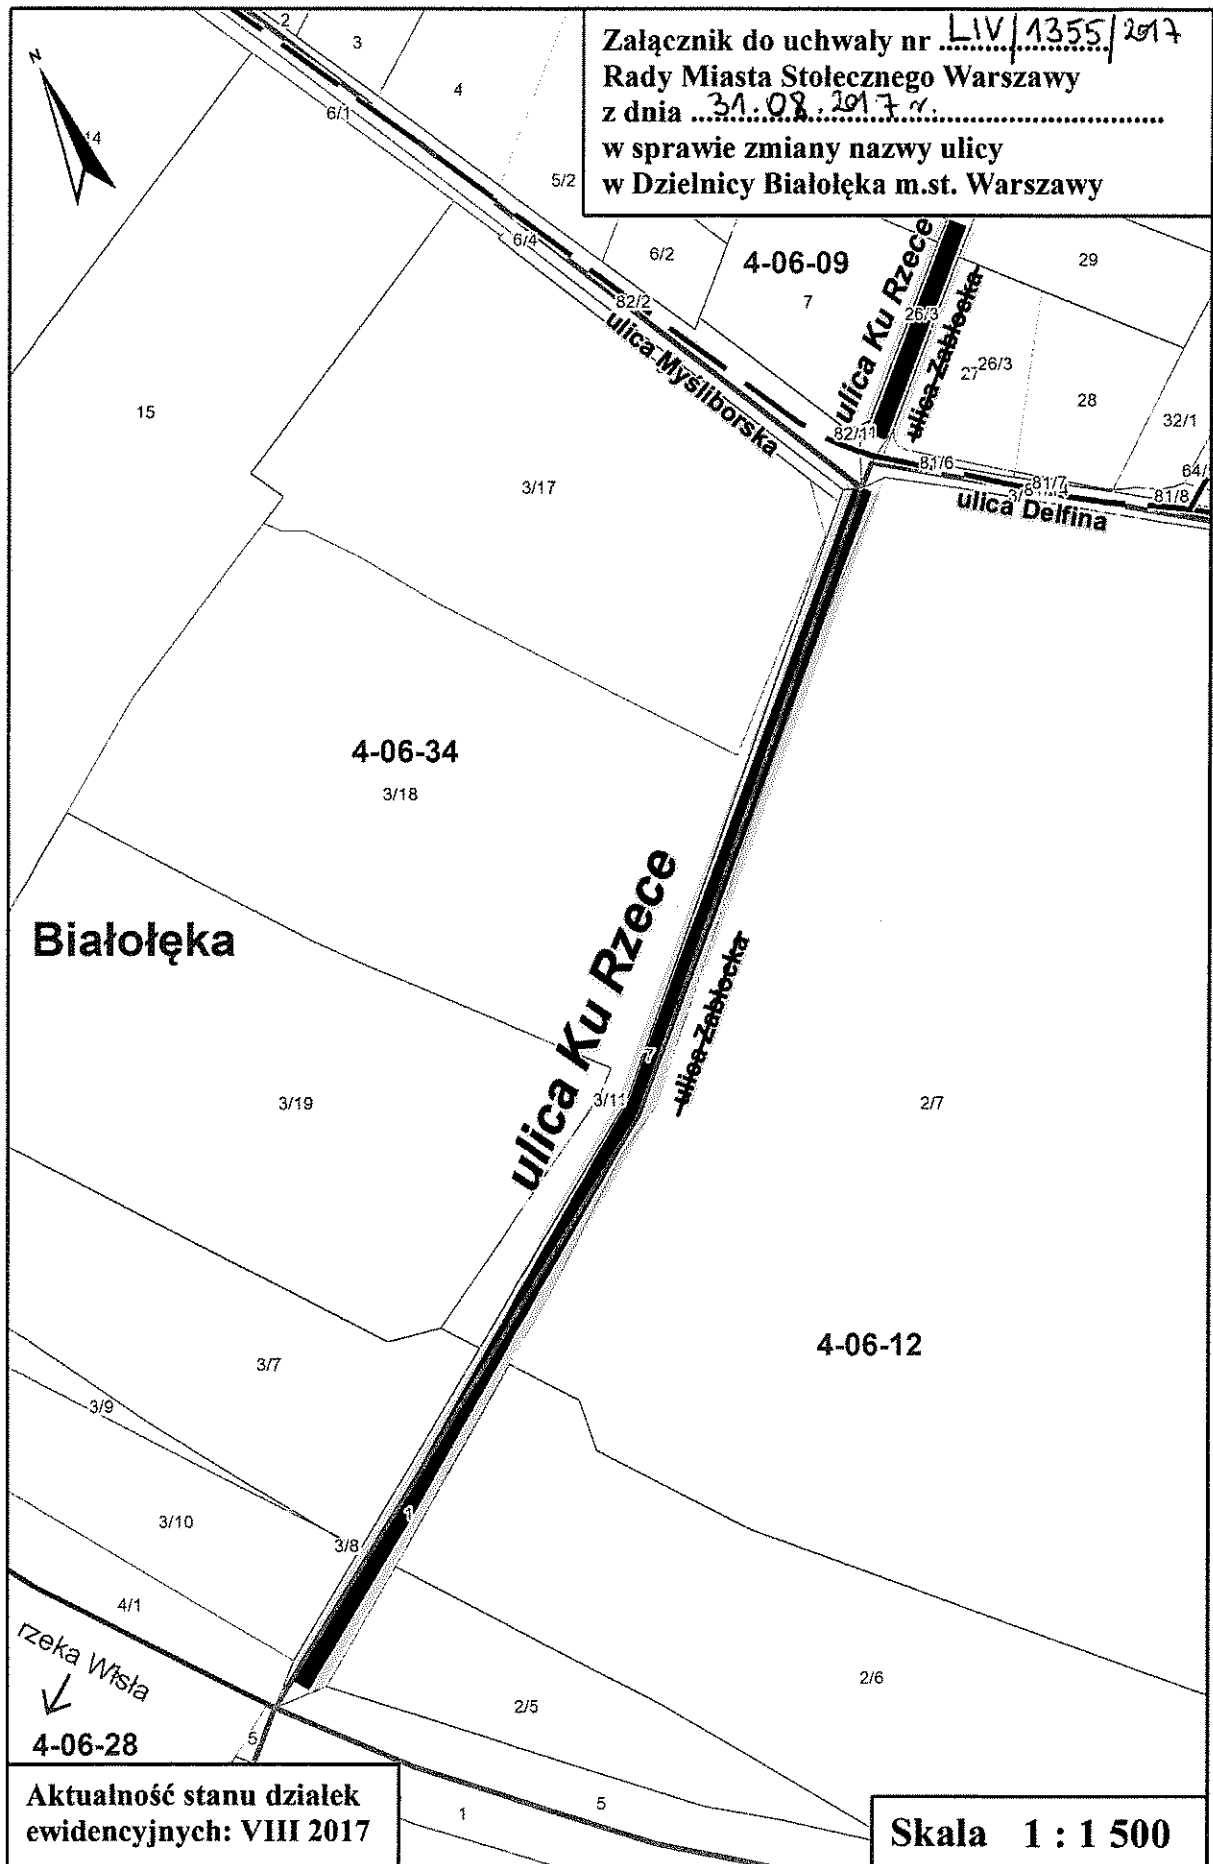 Załącznik do uchwały nr LIV/1355/2017
Rady Miasta Stołecznego Warszawy
z dnia 31.08.2017 r.
w sprawie zmiany nazwy ulicy
w Dzielnicy Białołęka m.st. Warszawy
N
14
2
3
4
6/1
5/2
6/4
6/2
82/2
4-06-09
7
ulica Myśliborska
ulica Ku Rzece
26/3
ulica Zabłocka
29
27
26/3
28
32/1
15
3/17
82/11
81/6
81/7
81/8
64/
ulica Delfina
4-06-34
3/18
Białołęka
ulica Ku Rzece
ulica Zabłocka
7
3/19
3/11
2/7
4-06-12
3/7
3/9
3/10
3/8
1
4/1
rzeka Wisła
4-06-28
5
2/5
2/6
1
5
Aktualność stanu działek
ewidencyjnych: VIII 2017
Skala 1 : 1 500